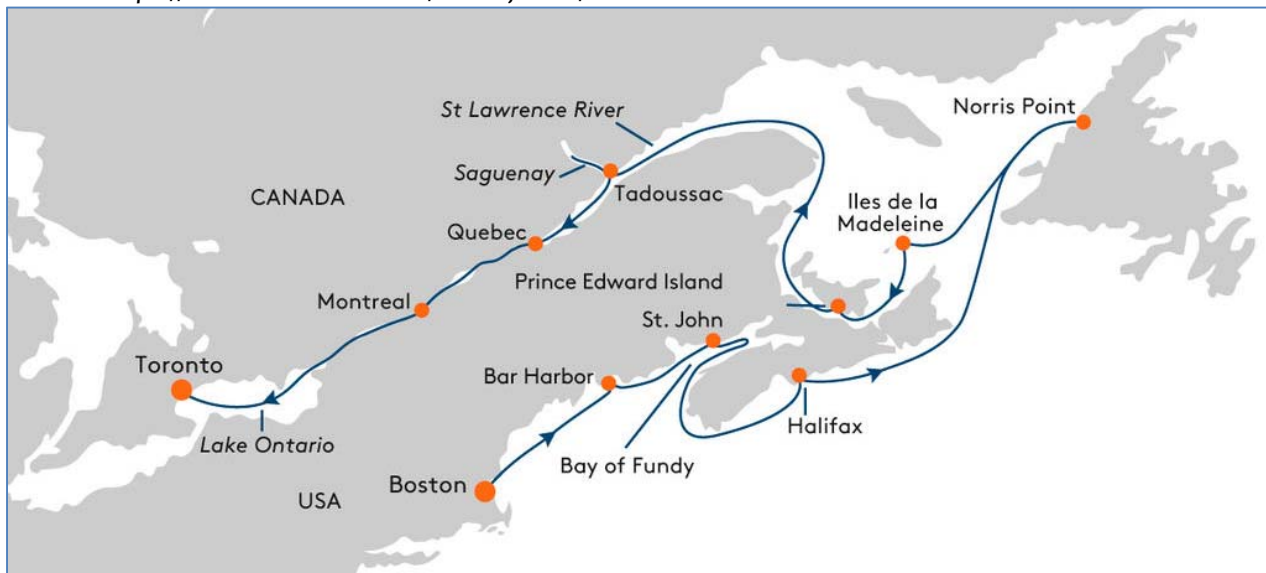 St Lawrence River
Norris Point
Saguenay
Tadoussac
CANADA
Iles de la
Madeleine
Quebec
Prince Edward Island
Montreal
St. John
Toronto
Bar Harbor
Halifax
Lake Ontario
Bay of Fundy
Boston
USA